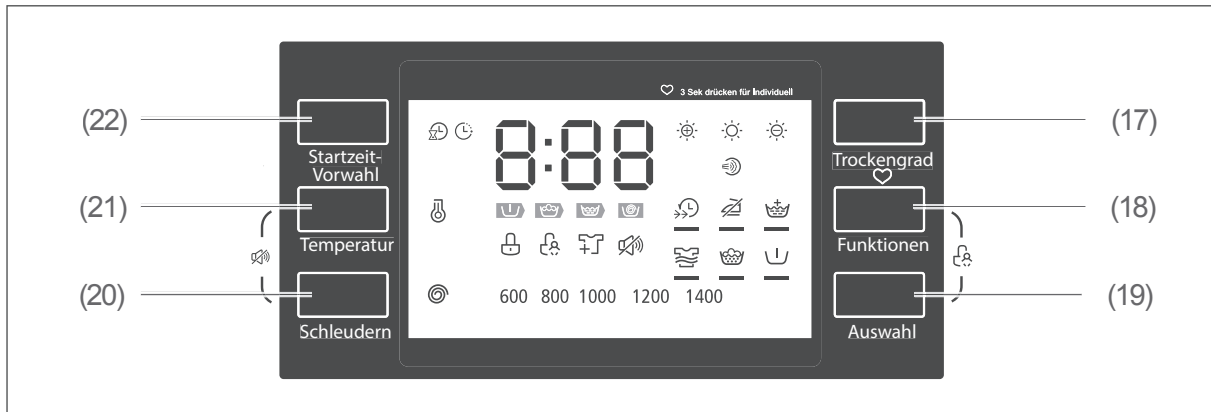 ♡ 3 Sek drücken für Individuell
(22)
Startzeit-
Vorwahl
8:88
(17)
Trockengrad
(21)
Temperatur
(18)
Funktionen
(20)
Schleudern
600 800 1000 1200 1400
(19)
Auswahl